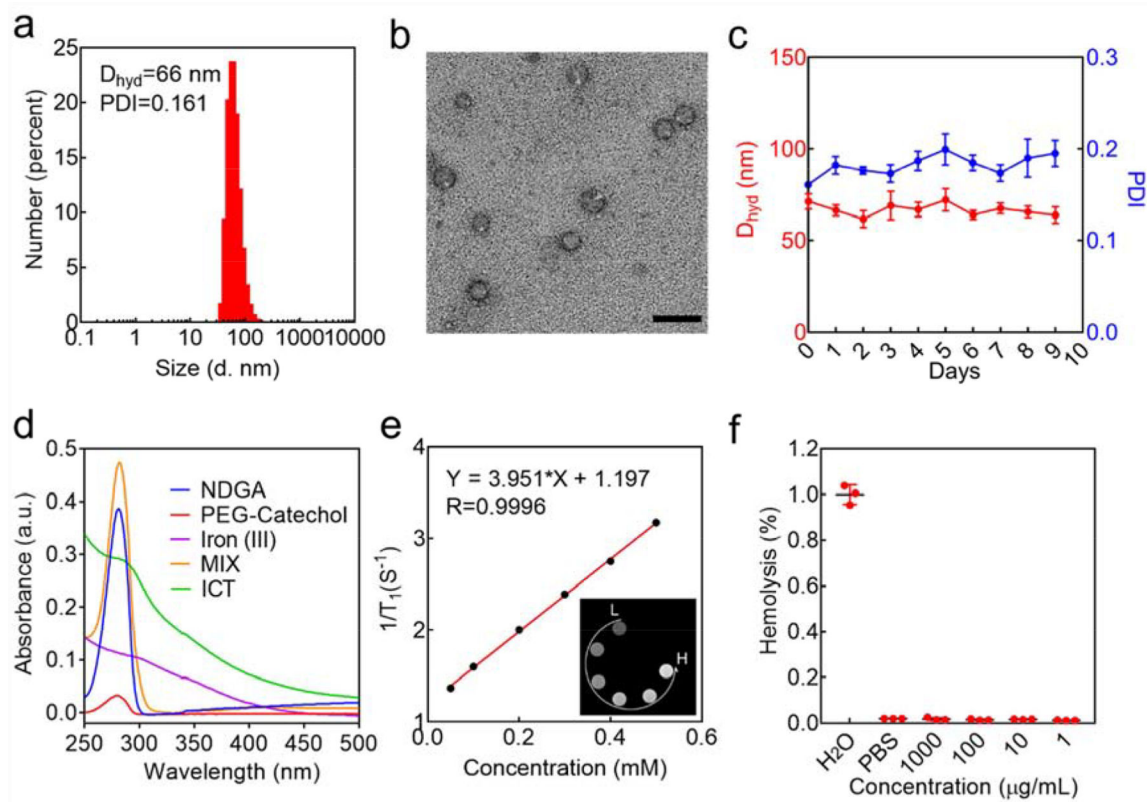 a
25
20
15
10
5
0
Number (percent)
D_hyd=66 nm
PDI=0.161
0.1 1 10 100 1000 10000
Size (d. nm)
b
c
150
100
50
0
D_hyd (nm)
0.3
0.2
0.1
0.0
PDI
0 1 2 3 4 5 6 7 8 9 10
Days
d
0.5
0.4
0.3
0.2
0.1
0.0
Absorbance (a.u.)
NDGA
PEG-Catechol
Iron (III)
MIX
ICT
250 300 350 400 450 500
Wavelength (nm)
e
4
3
2
1
1/T₁(S⁻¹)
Y = 3.951*X + 1.197
R=0.9996
L
H
0.0 0.2 0.4 0.6 0.8
Concentration (mM)
f
1.2
1.0
0.8
0.6
0.4
0.2
0.0
Hemolysis (%)
H₂O PBS 1000 100 10 1
Concentration (μg/mL)